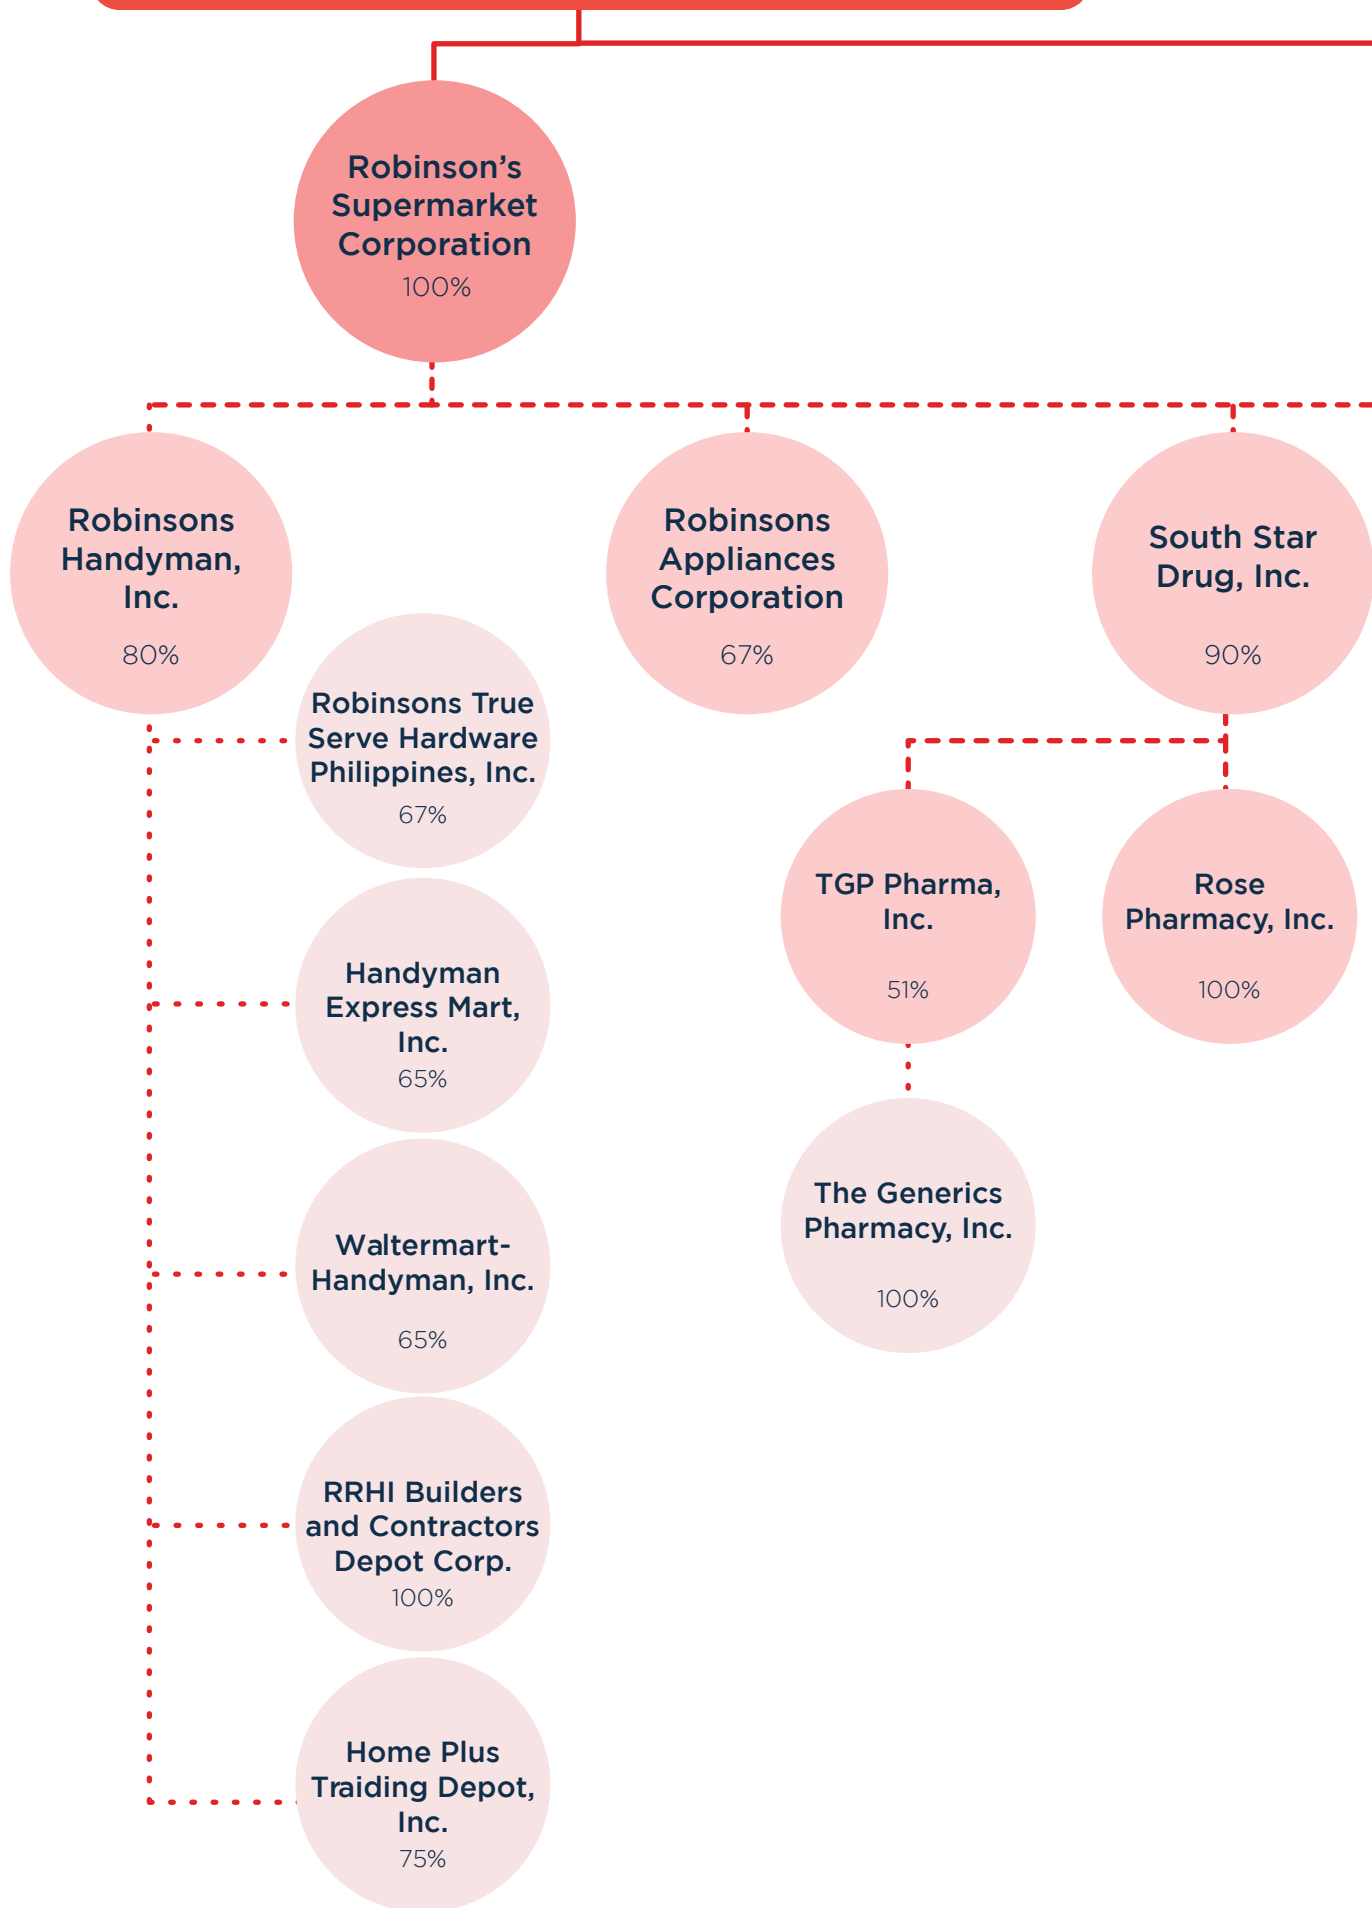 Robinson’s
Supermarket
Corporation
100%
Robinsons
Handyman,
Inc.
80%
Robinsons
Appliances
Corporation
67%
South Star
Drug, Inc.
90%
Robinsons True
Serve Hardware
Philippines, Inc.
67%
Handyman
Express Mart,
Inc.
65%
Waltermart-
Handyman, Inc.
65%
RRHI Builders
and Contractors
Depot Corp.
100%
Home Plus
Traiding Depot,
Inc.
75%
TGP Pharma,
Inc.
51%
Rose
Pharmacy, Inc.
100%
The Generics
Pharmacy, Inc.
100%